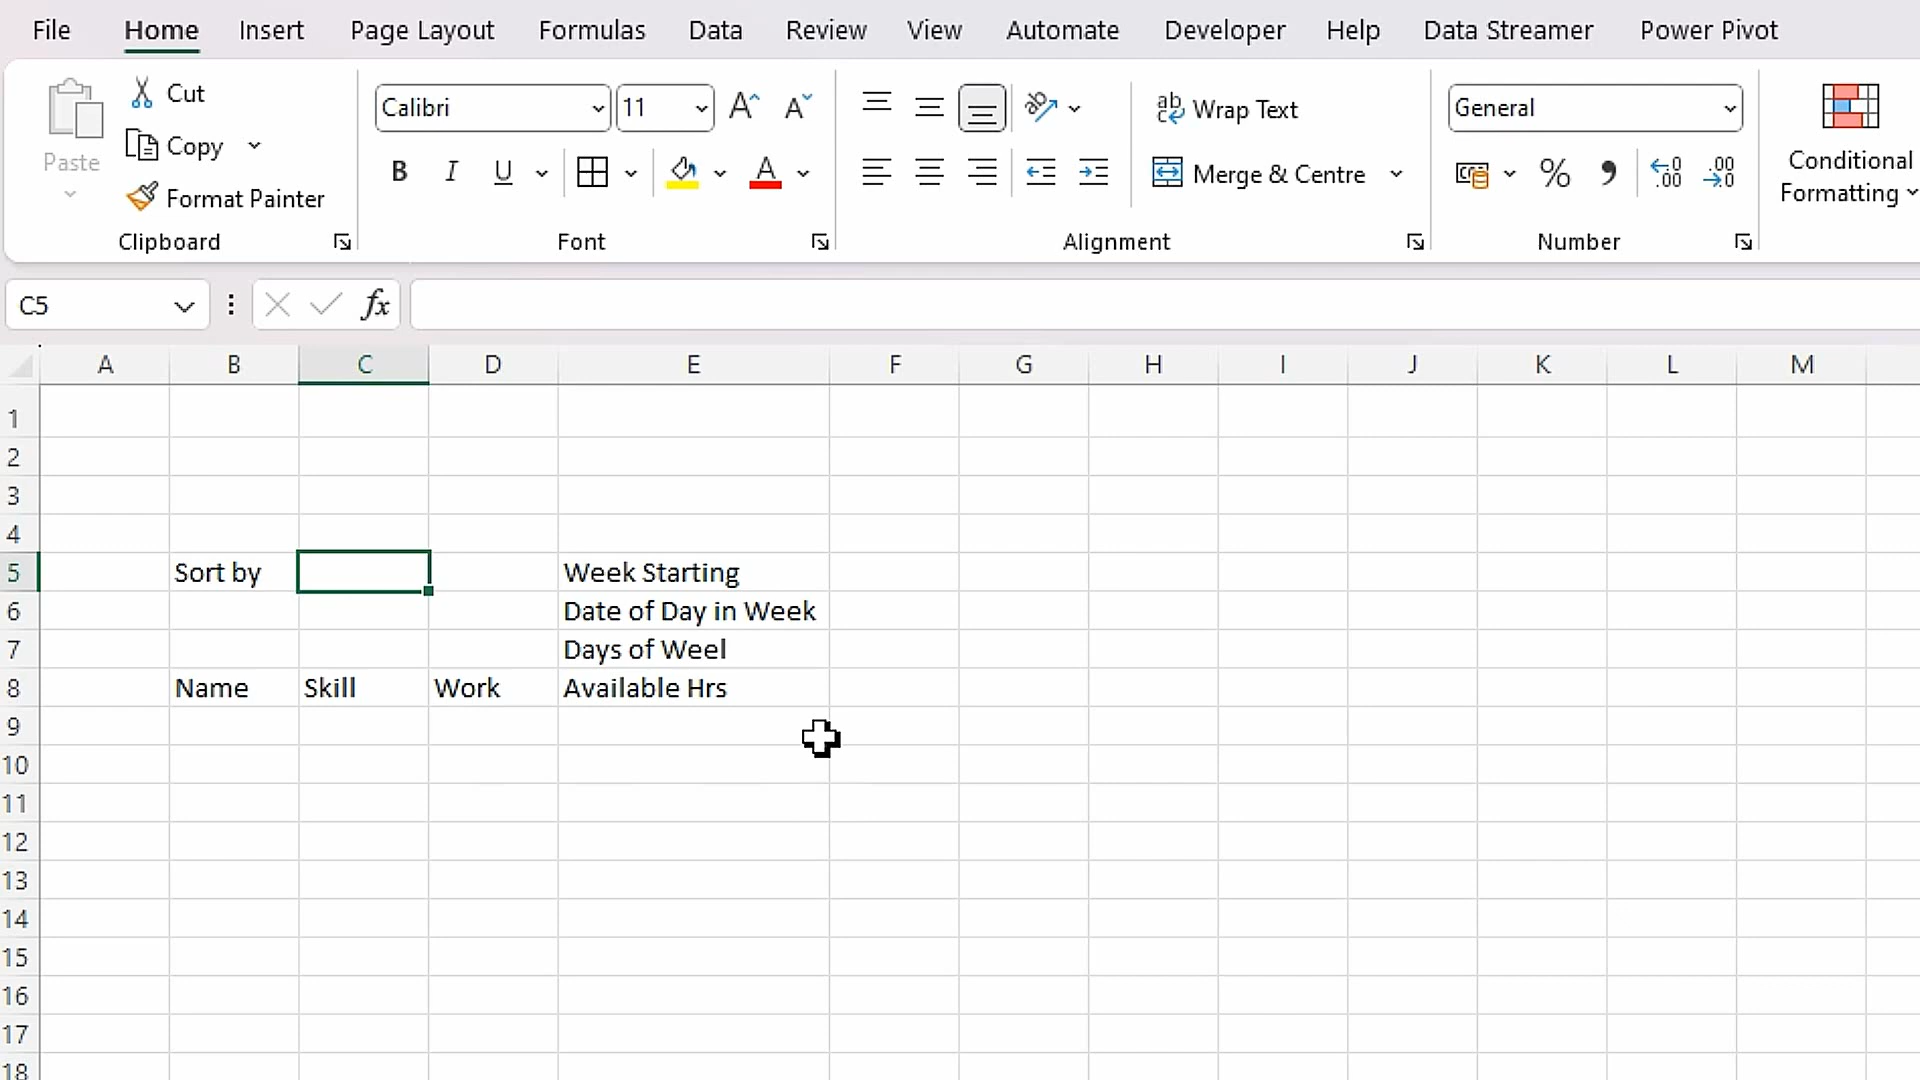 File Home Insert Page Layout Formulas Data Review View Automate Developer Help Data Streamer Power Pivot
Paste
Cut
Copy
Format Painter
Clipboard
Calibri 11 A A
B I U A
Font
ab Wrap Text
Merge & Centre
Alignment
General
% , .00 .00
Number
Conditional
Formatting
C5 fx
A B C D E F G H I J K L M
1
2
3
4
5 Sort by Week Starting
6 Date of Day in Week
7 Days of Weel
8 Name Skill Work Available Hrs
9
10
11
12
13
14
15
16
17
18